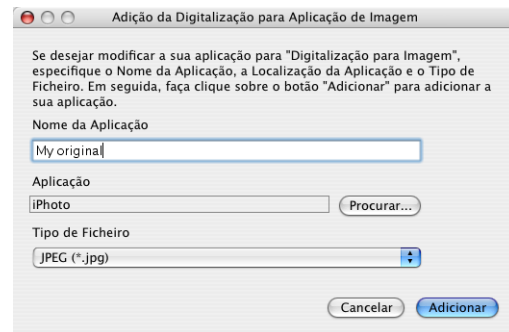 Adição da Digitalização para Aplicação de Imagem
Se desejar modificar a sua aplicação para "Digitalização para Imagem",
especifique o Nome da Aplicação, a Localização da Aplicação e o Tipo de
Ficheiro. Em seguida, faça clique sobre o botão "Adicionar" para adicionar a
sua aplicação.
Nome da Aplicação
My original
Aplicação
iPhoto
Procurar...
Tipo de Ficheiro
JPEG (*.jpg)
Cancelar
Adicionar